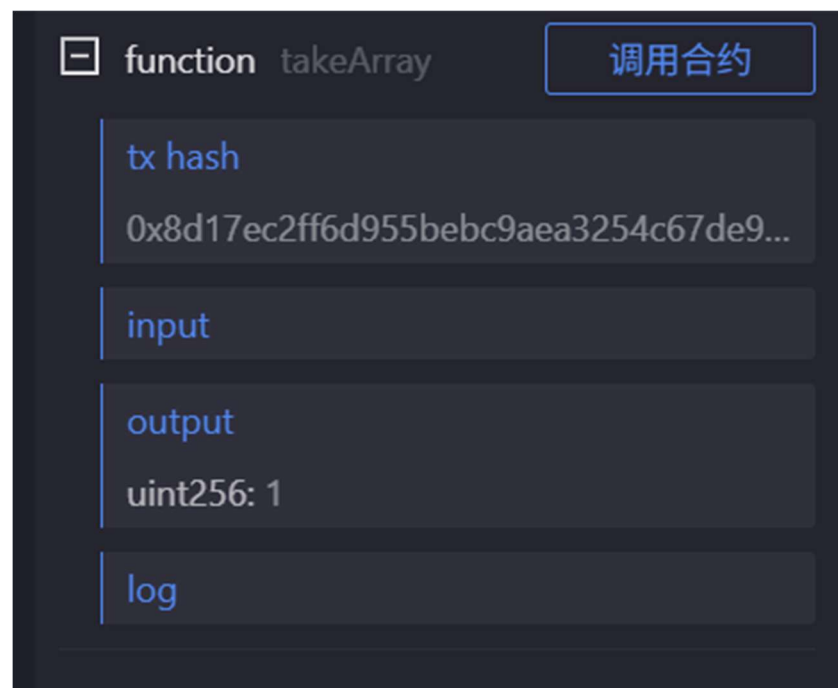 function takeArray 调用合约
tx hash
0x8d17ec2ff6d955bebc9aea3254c67de9...
input
output
uint256: 1
log